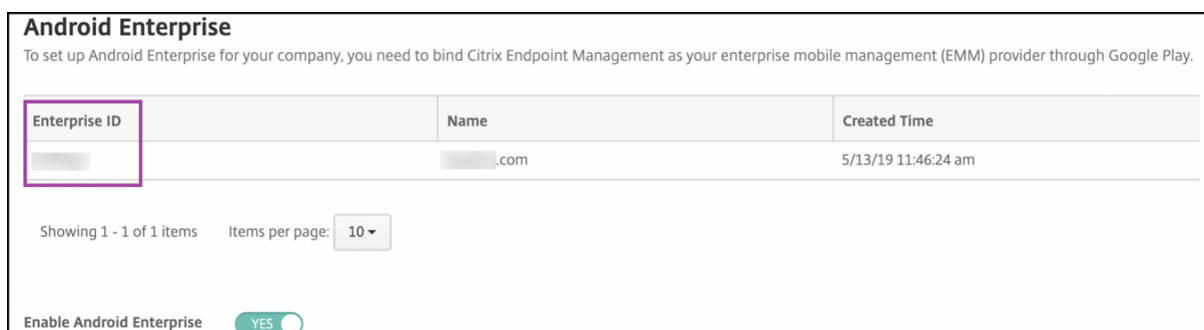 Android Enterprise
To set up Android Enterprise for your company, you need to bind Citrix Endpoint Management as your enterprise mobile management (EMM) provider through Google Play.
Enterprise ID Name Created Time
.com 5/13/19 11:46:24 am
Showing 1 - 1 of 1 items Items per page: 10
Enable Android Enterprise YES